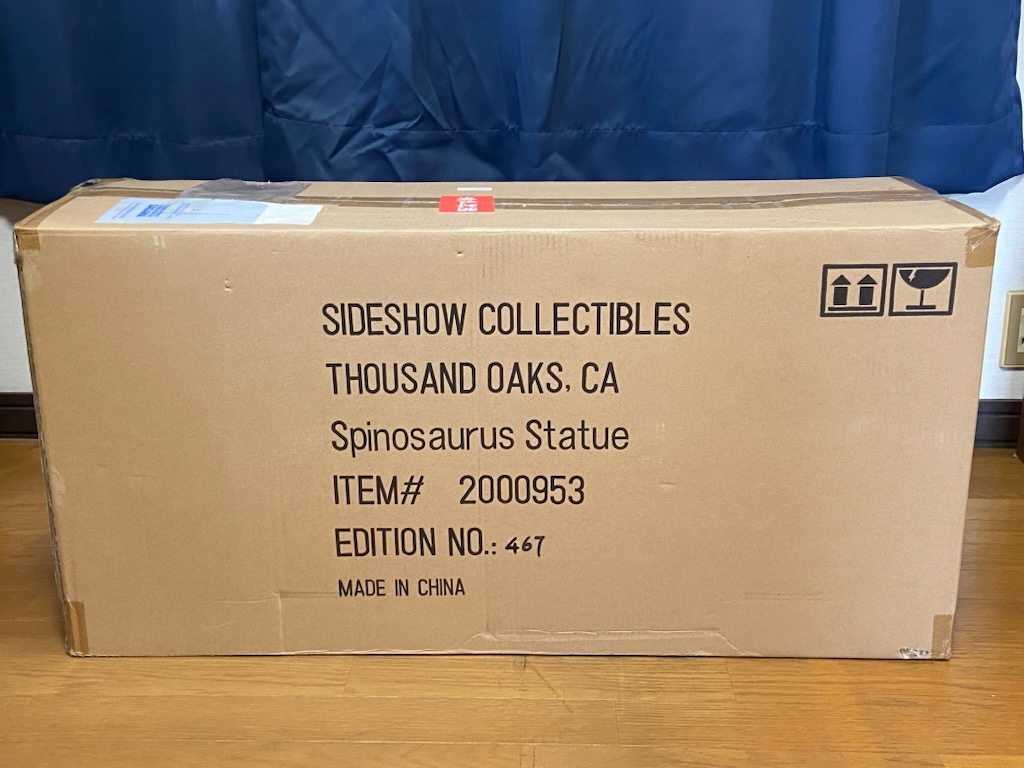 SIDESHOW COLLECTIBLES
THOUSAND OAKS, CA
Spinosaurus Statue
ITEM# 2000953
EDITION NO.: 467
MADE IN CHINA